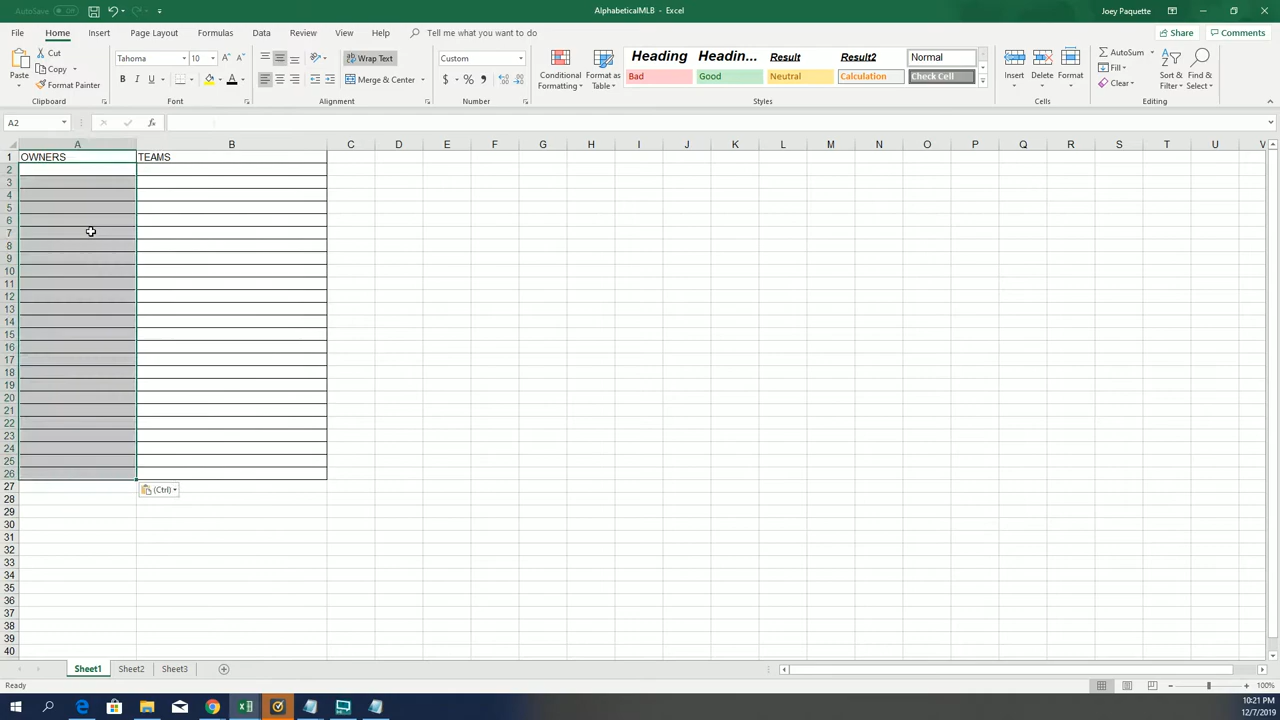 AutoSave Off
AlphabeticalMLB - Excel
Joey Paquette
File Home Insert Page Layout Formulas Data Review View Help Tell me what you want to do
Share Comments
Paste
Cut
Copy
Format Painter
Clipboard
Tahoma 10
B I U
Font
Wrap Text
Merge & Center
Alignment
Custom
$ %
Number
Conditional Formatting
Format as Table
Heading Headin... Result Result2 Normal
Bad Good Neutral Calculation Check Cell
Styles
Insert Delete Format
Cells
AutoSum
Fill
Clear
Sort & Filter
Find & Select
Editing
A2 fx
A B C D E F G H I J K L M N O P Q R S T U V
1 OWNERS TEAMS
2
3
4
5
6
7
8
9
10
11
12
13
14
15
16
17
18
19
20
21
22
23
24
25
26
27 (Ctrl)
28
29
30
31
32
33
34
35
36
37
38
39
40
Sheet1 Sheet2 Sheet3
Ready
100%
10:21 PM
12/7/2019